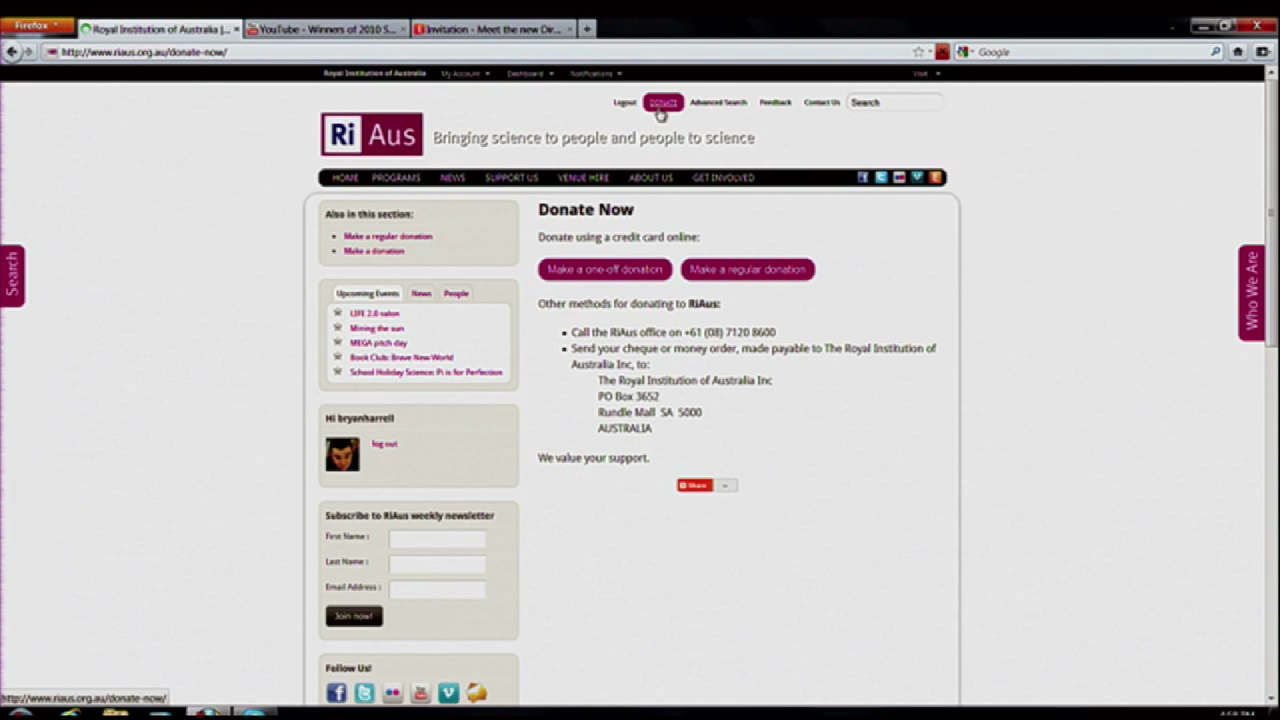 Firefox
Royal Institution of Australia |...
YouTube - Winners of 2010 S...
Invitation - Meet the new Dir...
http://www.riaus.org.au/donate-now/
Google
Royal Institution of Australia My Account Dashboard Notifications Visit
Logout DONATE Advanced Search Feedback Contact Us Search
Ri Aus Bringing science to people and people to science
HOME PROGRAMS NEWS SUPPORT US VENUE HIRE ABOUT US GET INVOLVED
Search
Who We Are
Also in this section:
Make a regular donation
Make a donation
Upcoming Events News People
LIFE 2.0 salon
Mining the sun
MEGA pitch day
Book Club: Brave New World
School Holiday Science: Pi is for Perfection
Hi bryanharrell
log out
Subscribe to RiAus weekly newsletter
First Name :
Last Name :
Email Address :
Join now!
Follow Us!
Donate Now
Donate using a credit card online:
Make a one-off donation Make a regular donation
Other methods for donating to RiAus:
Call the RiAus office on +61 (08) 7120 8600
Send your cheque or money order, made payable to The Royal Institution of
Australia Inc, to:
The Royal Institution of Australia Inc
PO Box 3652
Rundle Mall SA 5000
AUSTRALIA
We value your support.
Share
http://www.riaus.org.au/donate-now/